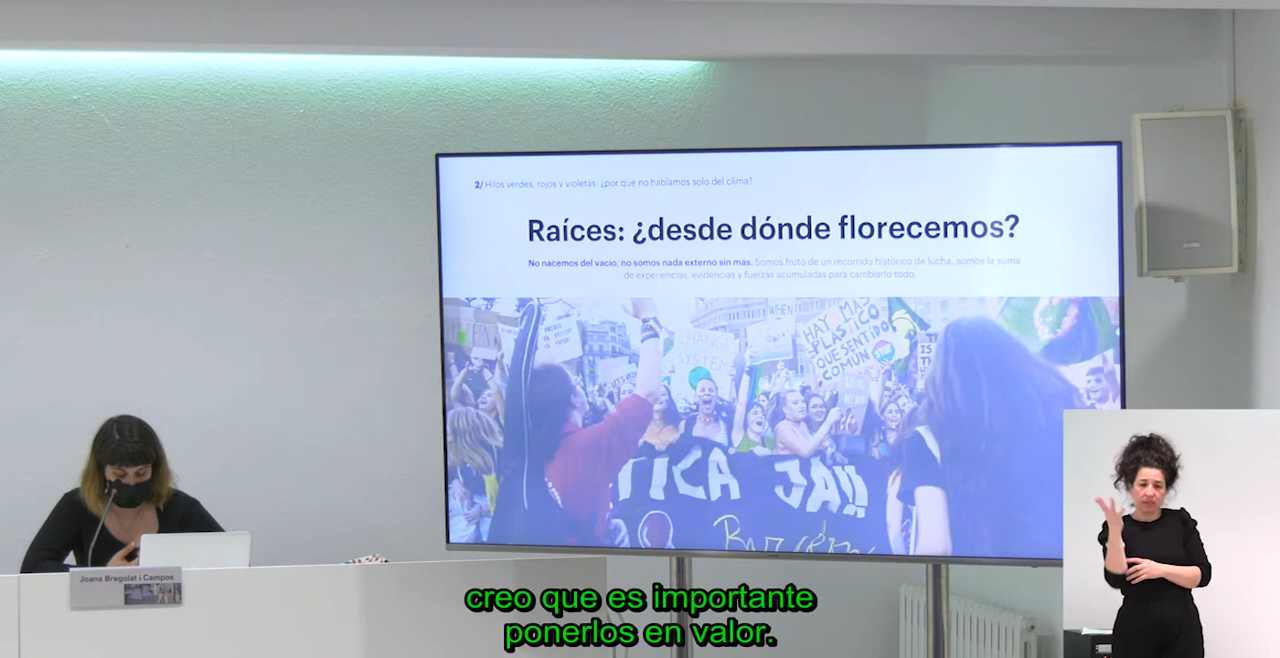 2/ Hilos verdes, rojos y violetas: ¿por qué no hablamos solo del clima?
Raíces: ¿desde dónde florecemos?
No nacemos del vacío, no somos nada externo sin más. Somos fruto de un recorrido histórico de lucha, somos la suma
de experiencias, evidencias y fuerzas acumuladas para cambiarlo todo.
WHEN
HAY MÁS
PLÁSTICO
QUE SENTIDO
COMÚN
CHANGE
SYSTEM
IS
TICA JA!!
Joana Bregolat i Campos
creo que es importante
ponerlos en valor.